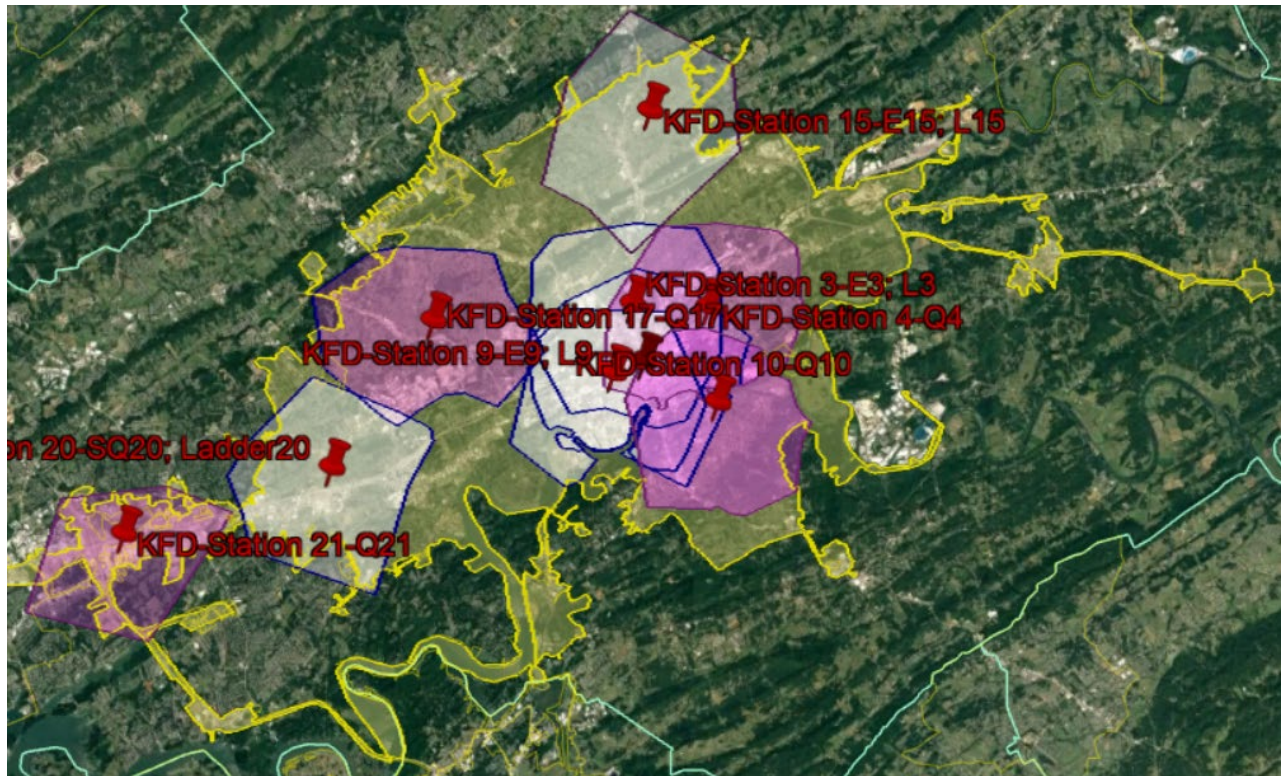 KFD-Station 15-E15; L15
KFD-Station 3-E3; L3
KFD-Station 17-Q17
KFD-Station 4-Q4
KFD-Station 9-E9; L9
KFD-Station 10-Q10
on 20-SQ20; Ladder20
KFD-Station 21-Q21